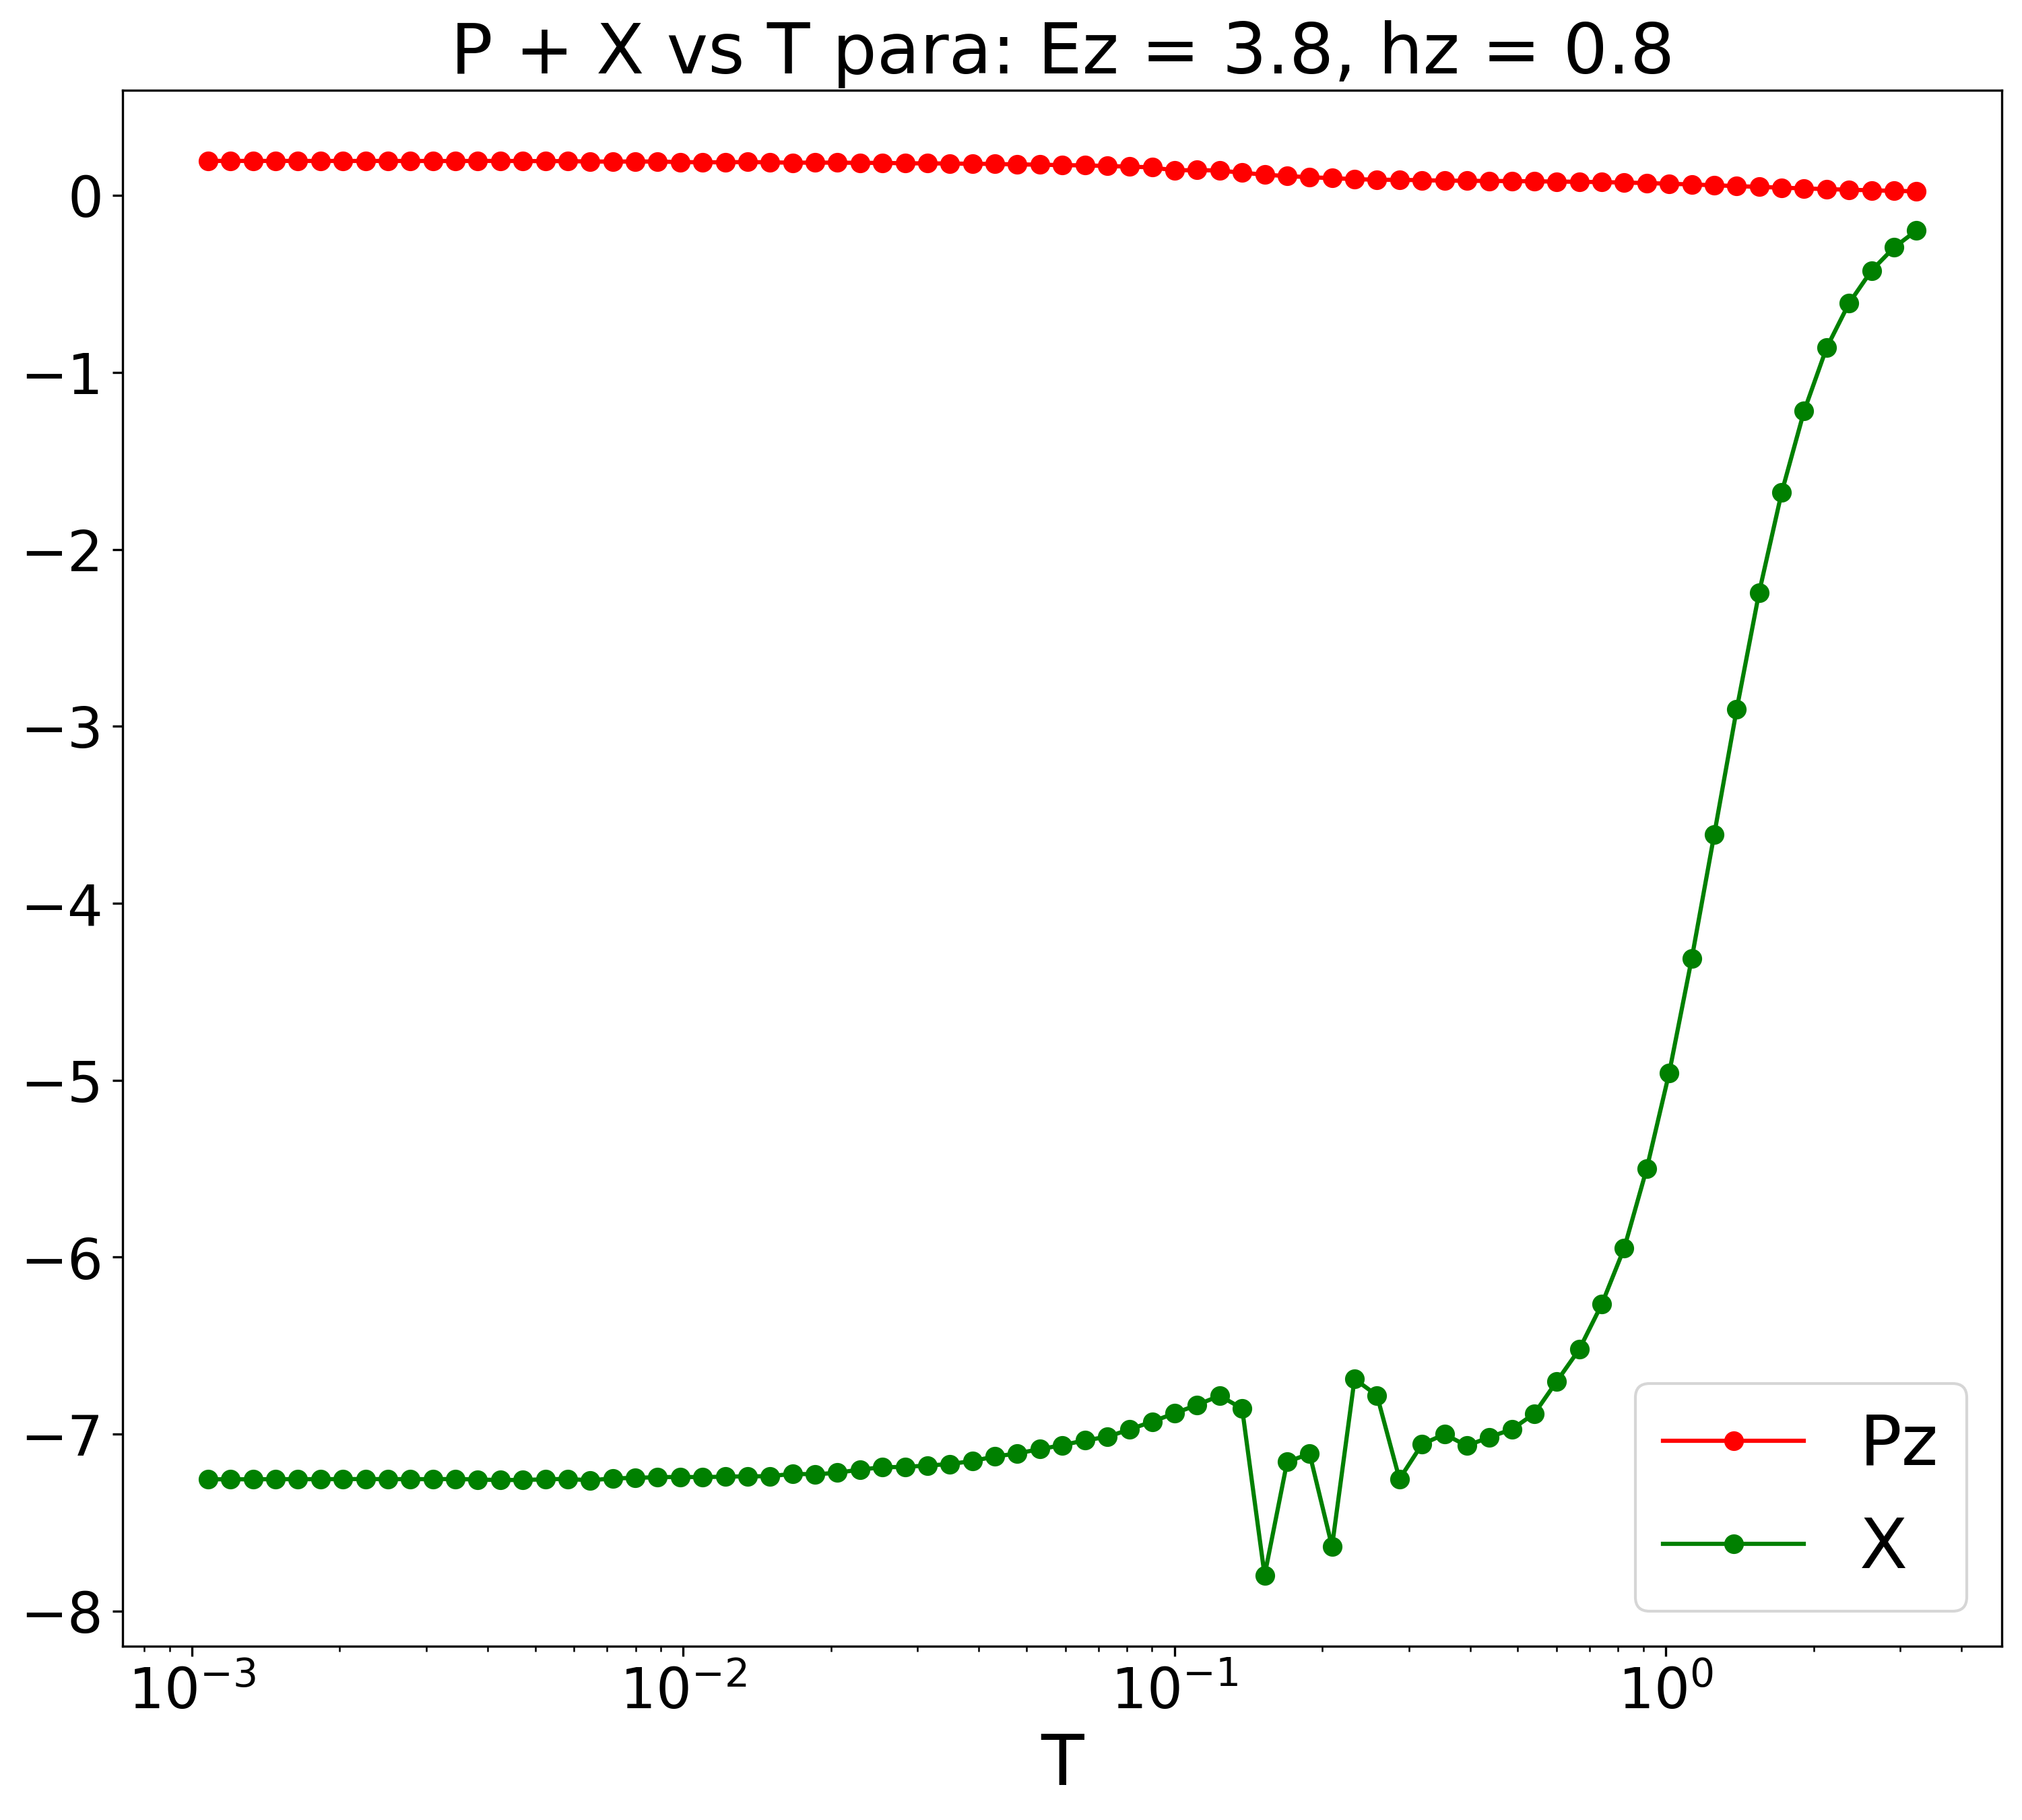 P + X vs T para: Ez = 3.8, hz = 0.8
0
−1
−2
−3
−4
−5
−6
−7
−8
Pz
X
10⁻³ 10⁻² 10⁻¹ 10⁰
T